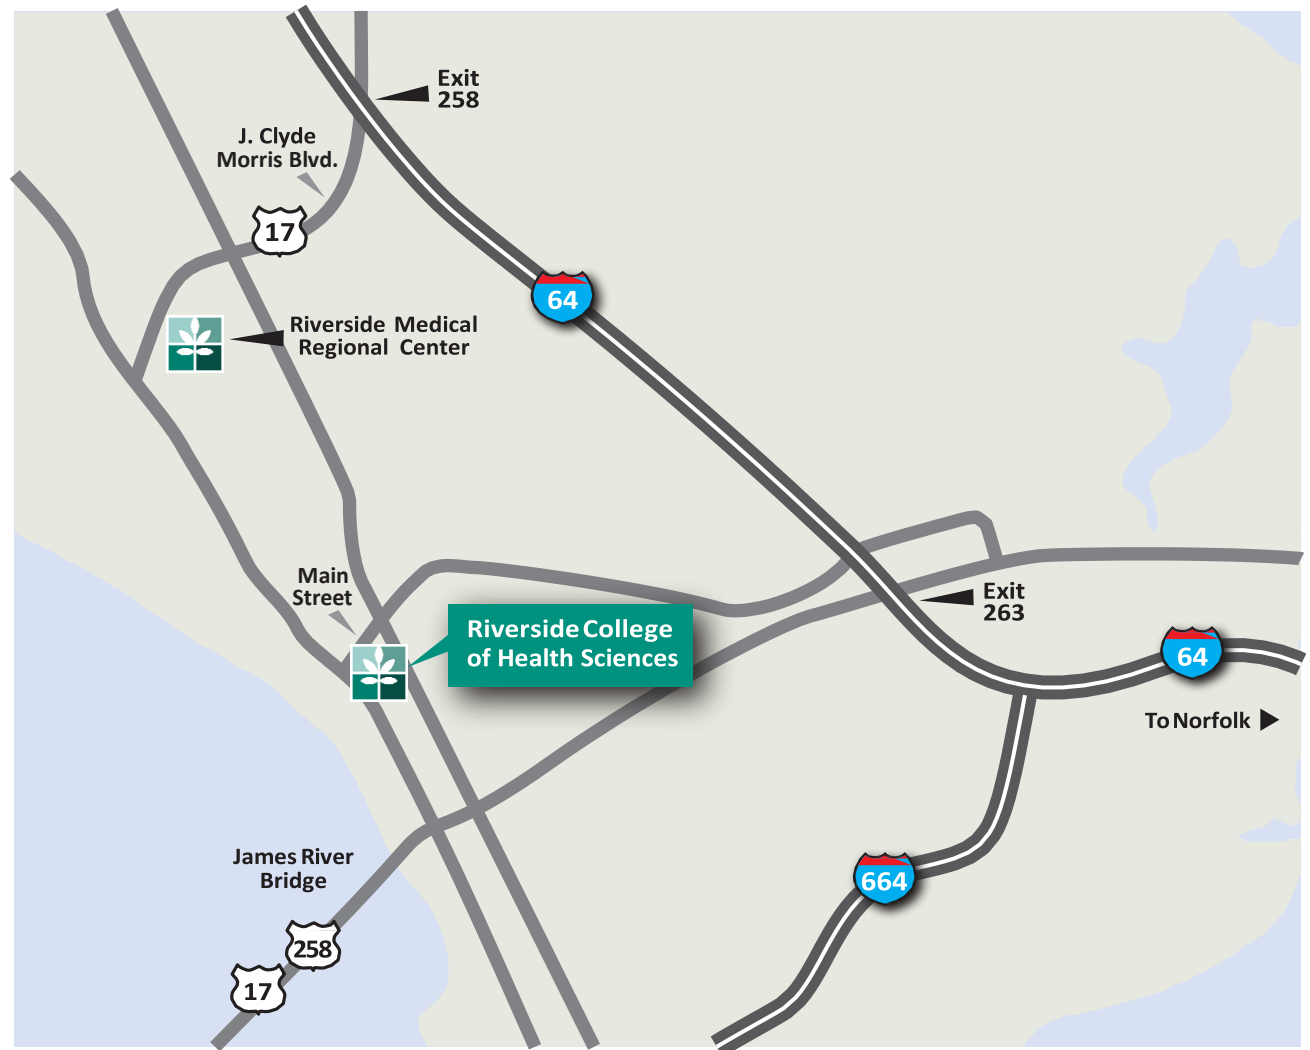 Exit
258
J. Clyde
Morris Blvd.
17
64
Riverside Medical
Regional Center
Main
Street
Riverside College
of Health Sciences
Exit
263
64
To Norfolk
James River
Bridge
664
258
17